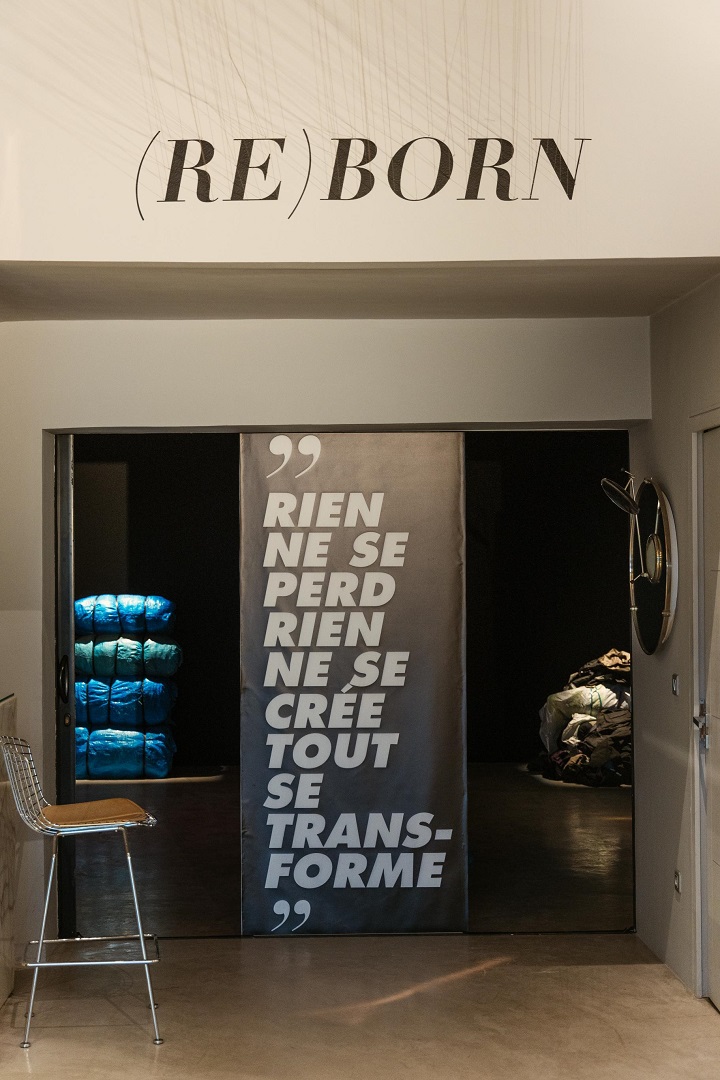 (RE)BORN
”
RIEN
NE SE
PERD
RIEN
NE SE
CRÉE
TOUT
SE
TRANS-
FORME
”